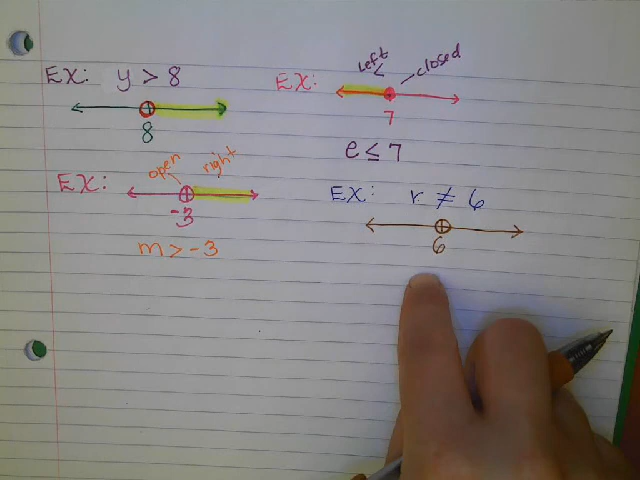 EX: y > 8
8
EX:
open right
-3
m > -3
EX:
Left closed
7
e ≤ 7
EX: r ≠ 6
6